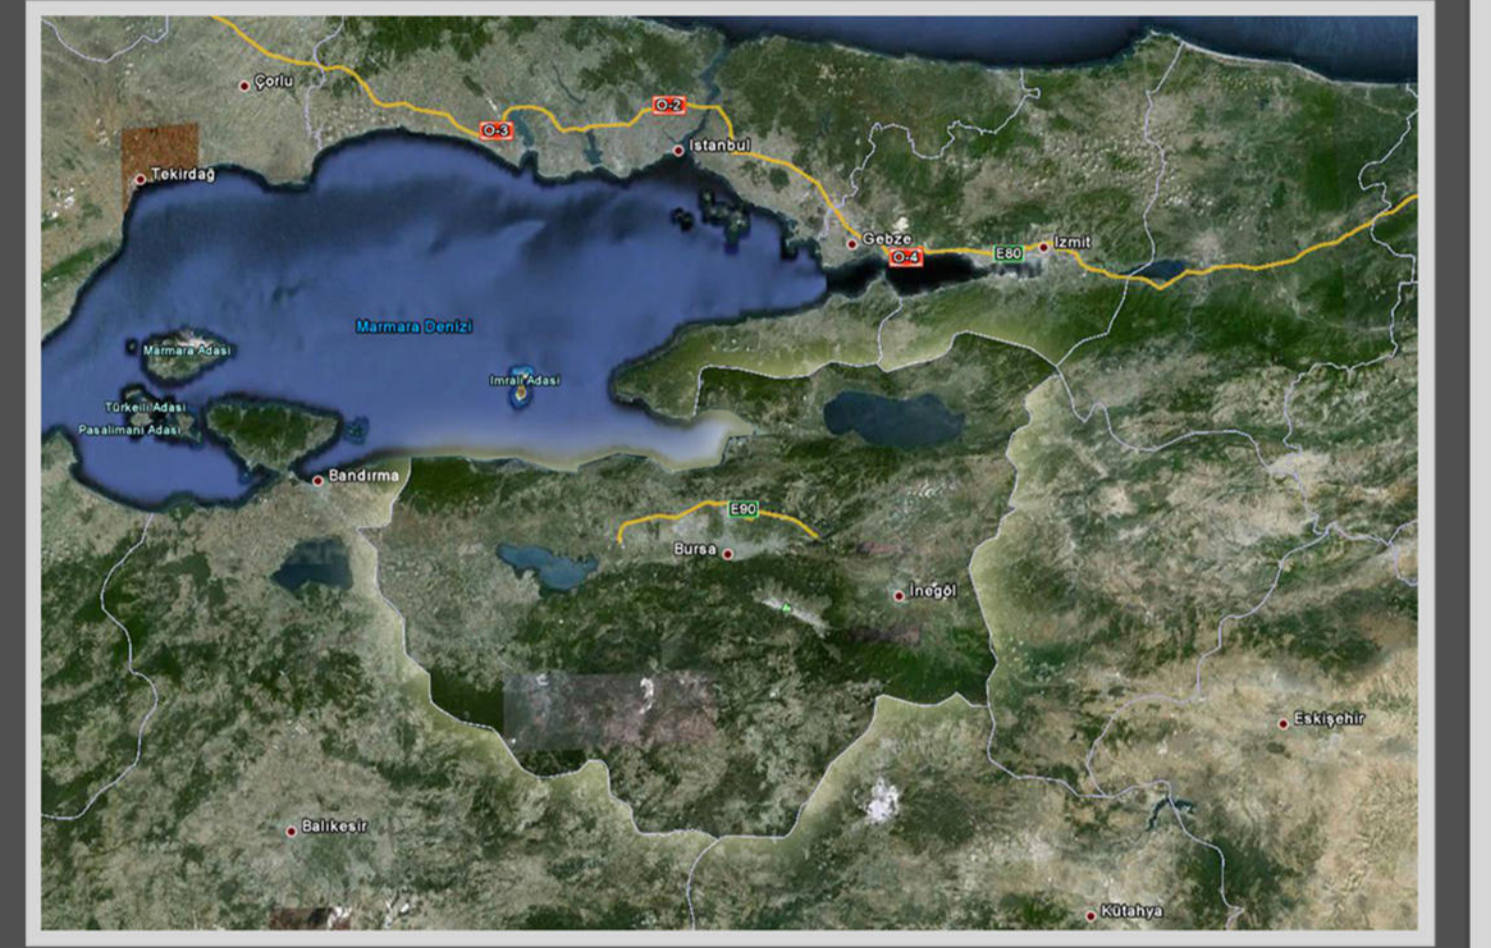 Çorlu
O-2
O-3
Istanbul
Tekirdağ
Gebze
Izmit
O-4
E80
Marmara Denizi
Marmara Adasi
Imrali Adasi
Türkeili Adasi
Pasalimani Adasi
Bandırma
E90
Bursa
İnegöl
Eskişehir
Balıkesir
Kütahya